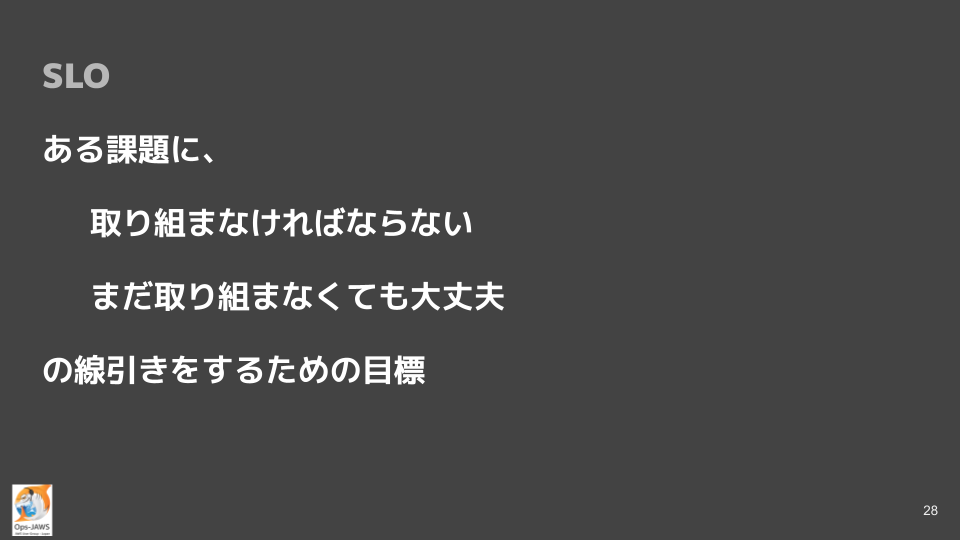 SLO
ある課題に、
取り組まなければならない
まだ取り組まなくても大丈夫
の線引きをするための目標
Ops-JAWS
28